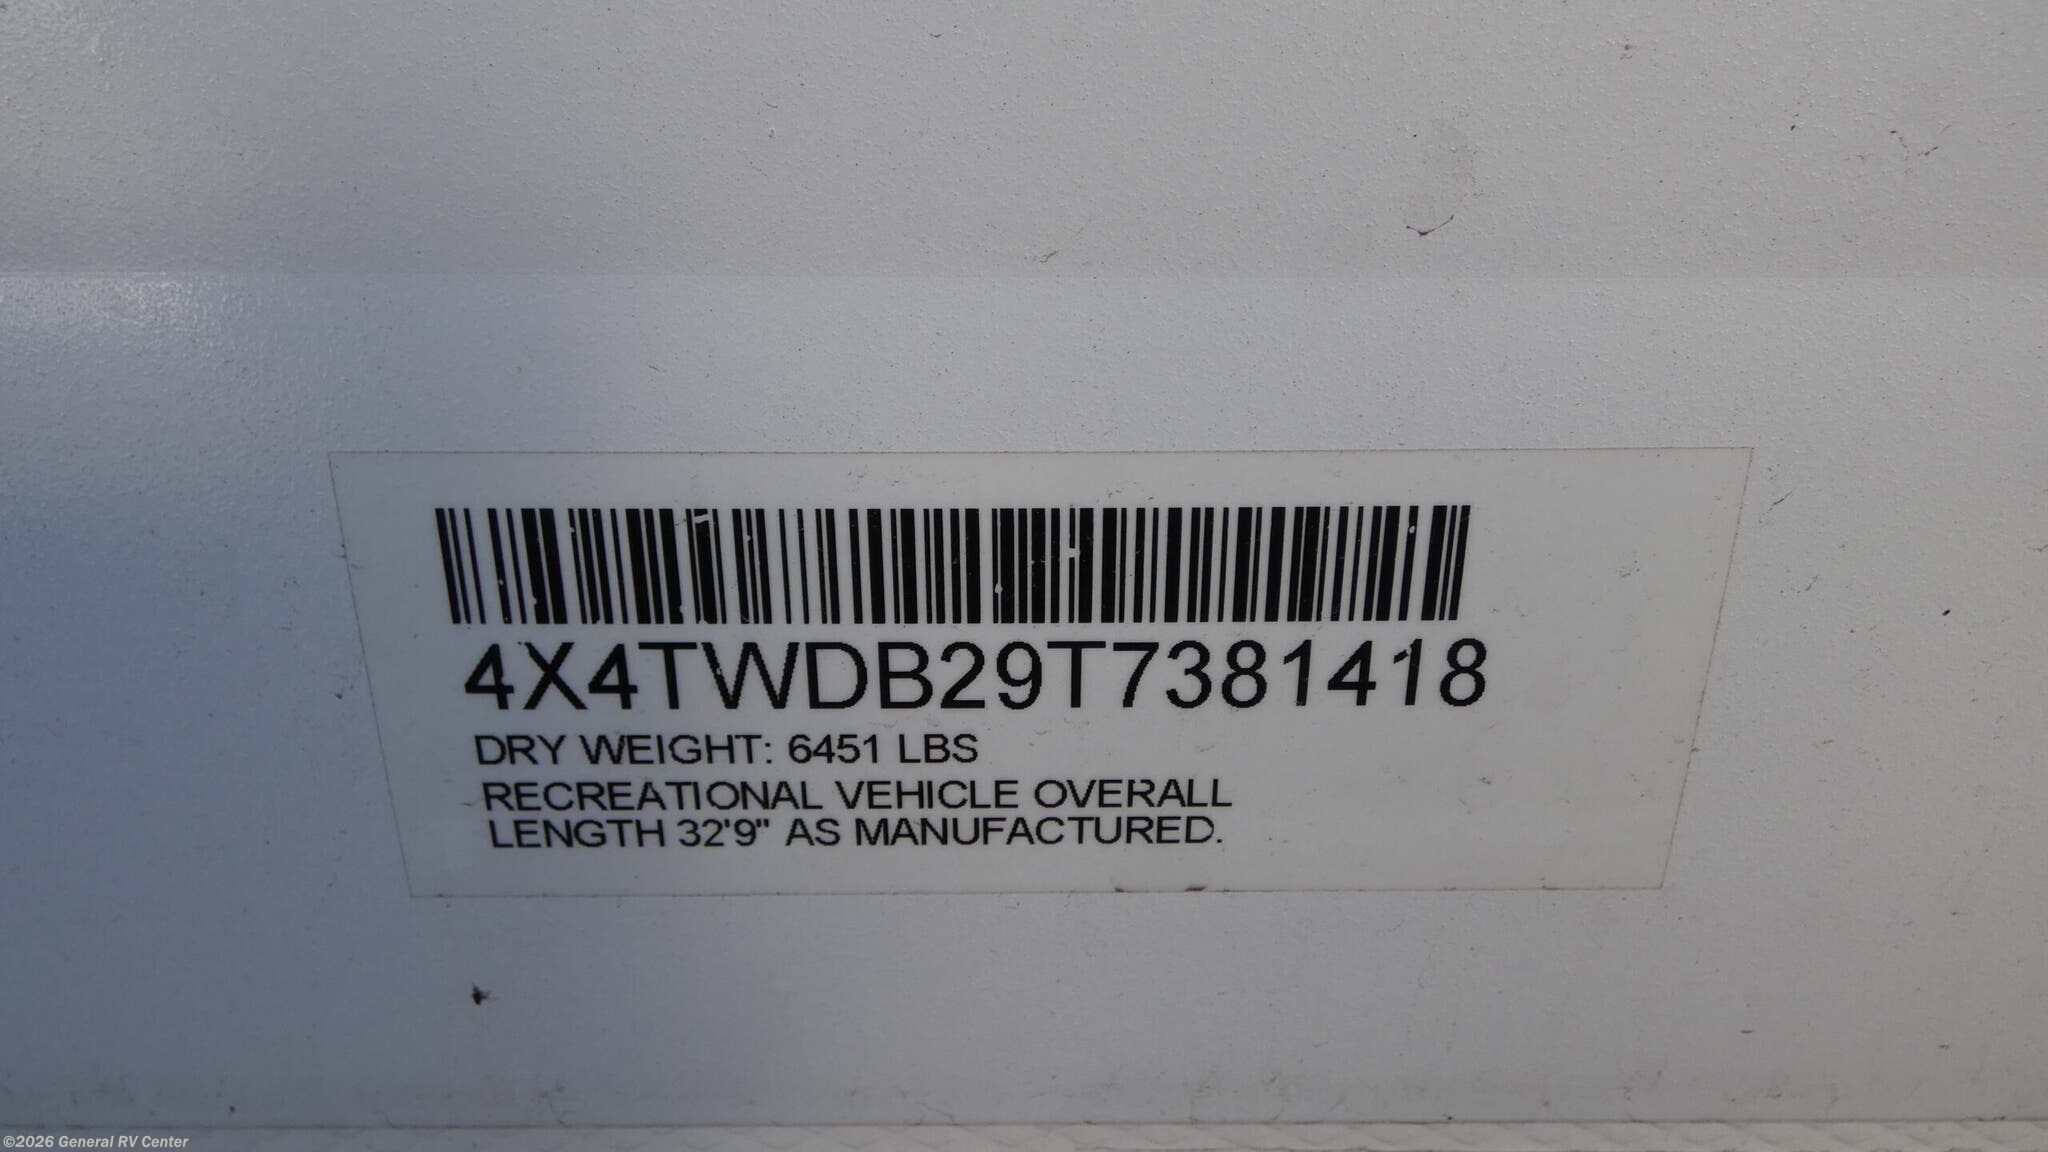 4X4TWDB29T7381418
DRY WEIGHT: 6451 LBS
RECREATIONAL VEHICLE OVERALL
LENGTH 32'9" AS MANUFACTURED.
©2026 General RV Center